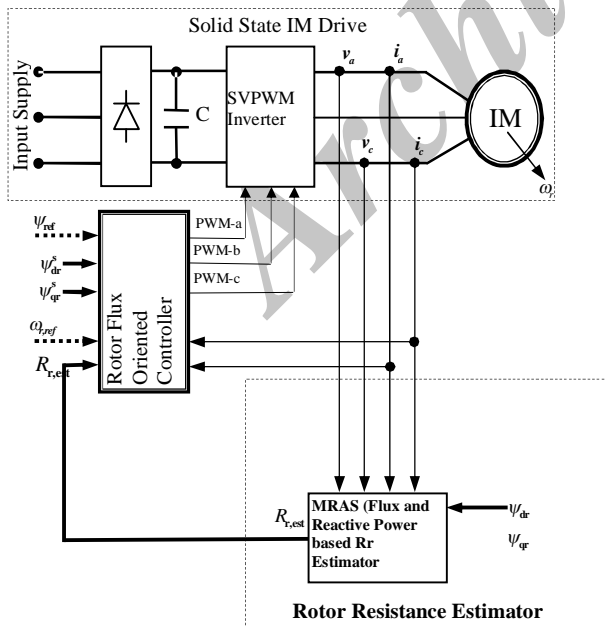 Solid State IM Drive
Input Supply
C
SVPWM
Inverter
v_a
i_a
v_c
i_c
IM
ω_r
Archi
ψ_ref
ψ^s_dr
ψ^s_qr
ω_r,ref
R_r,est
Rotor Flux
Oriented
Controller
PWM-a
PWM-b
PWM-c
R_r,est
MRAS (Flux and
Reactive Power
based Rr
Estimator
ψ_dr
ψ_qr
Rotor Resistance Estimator